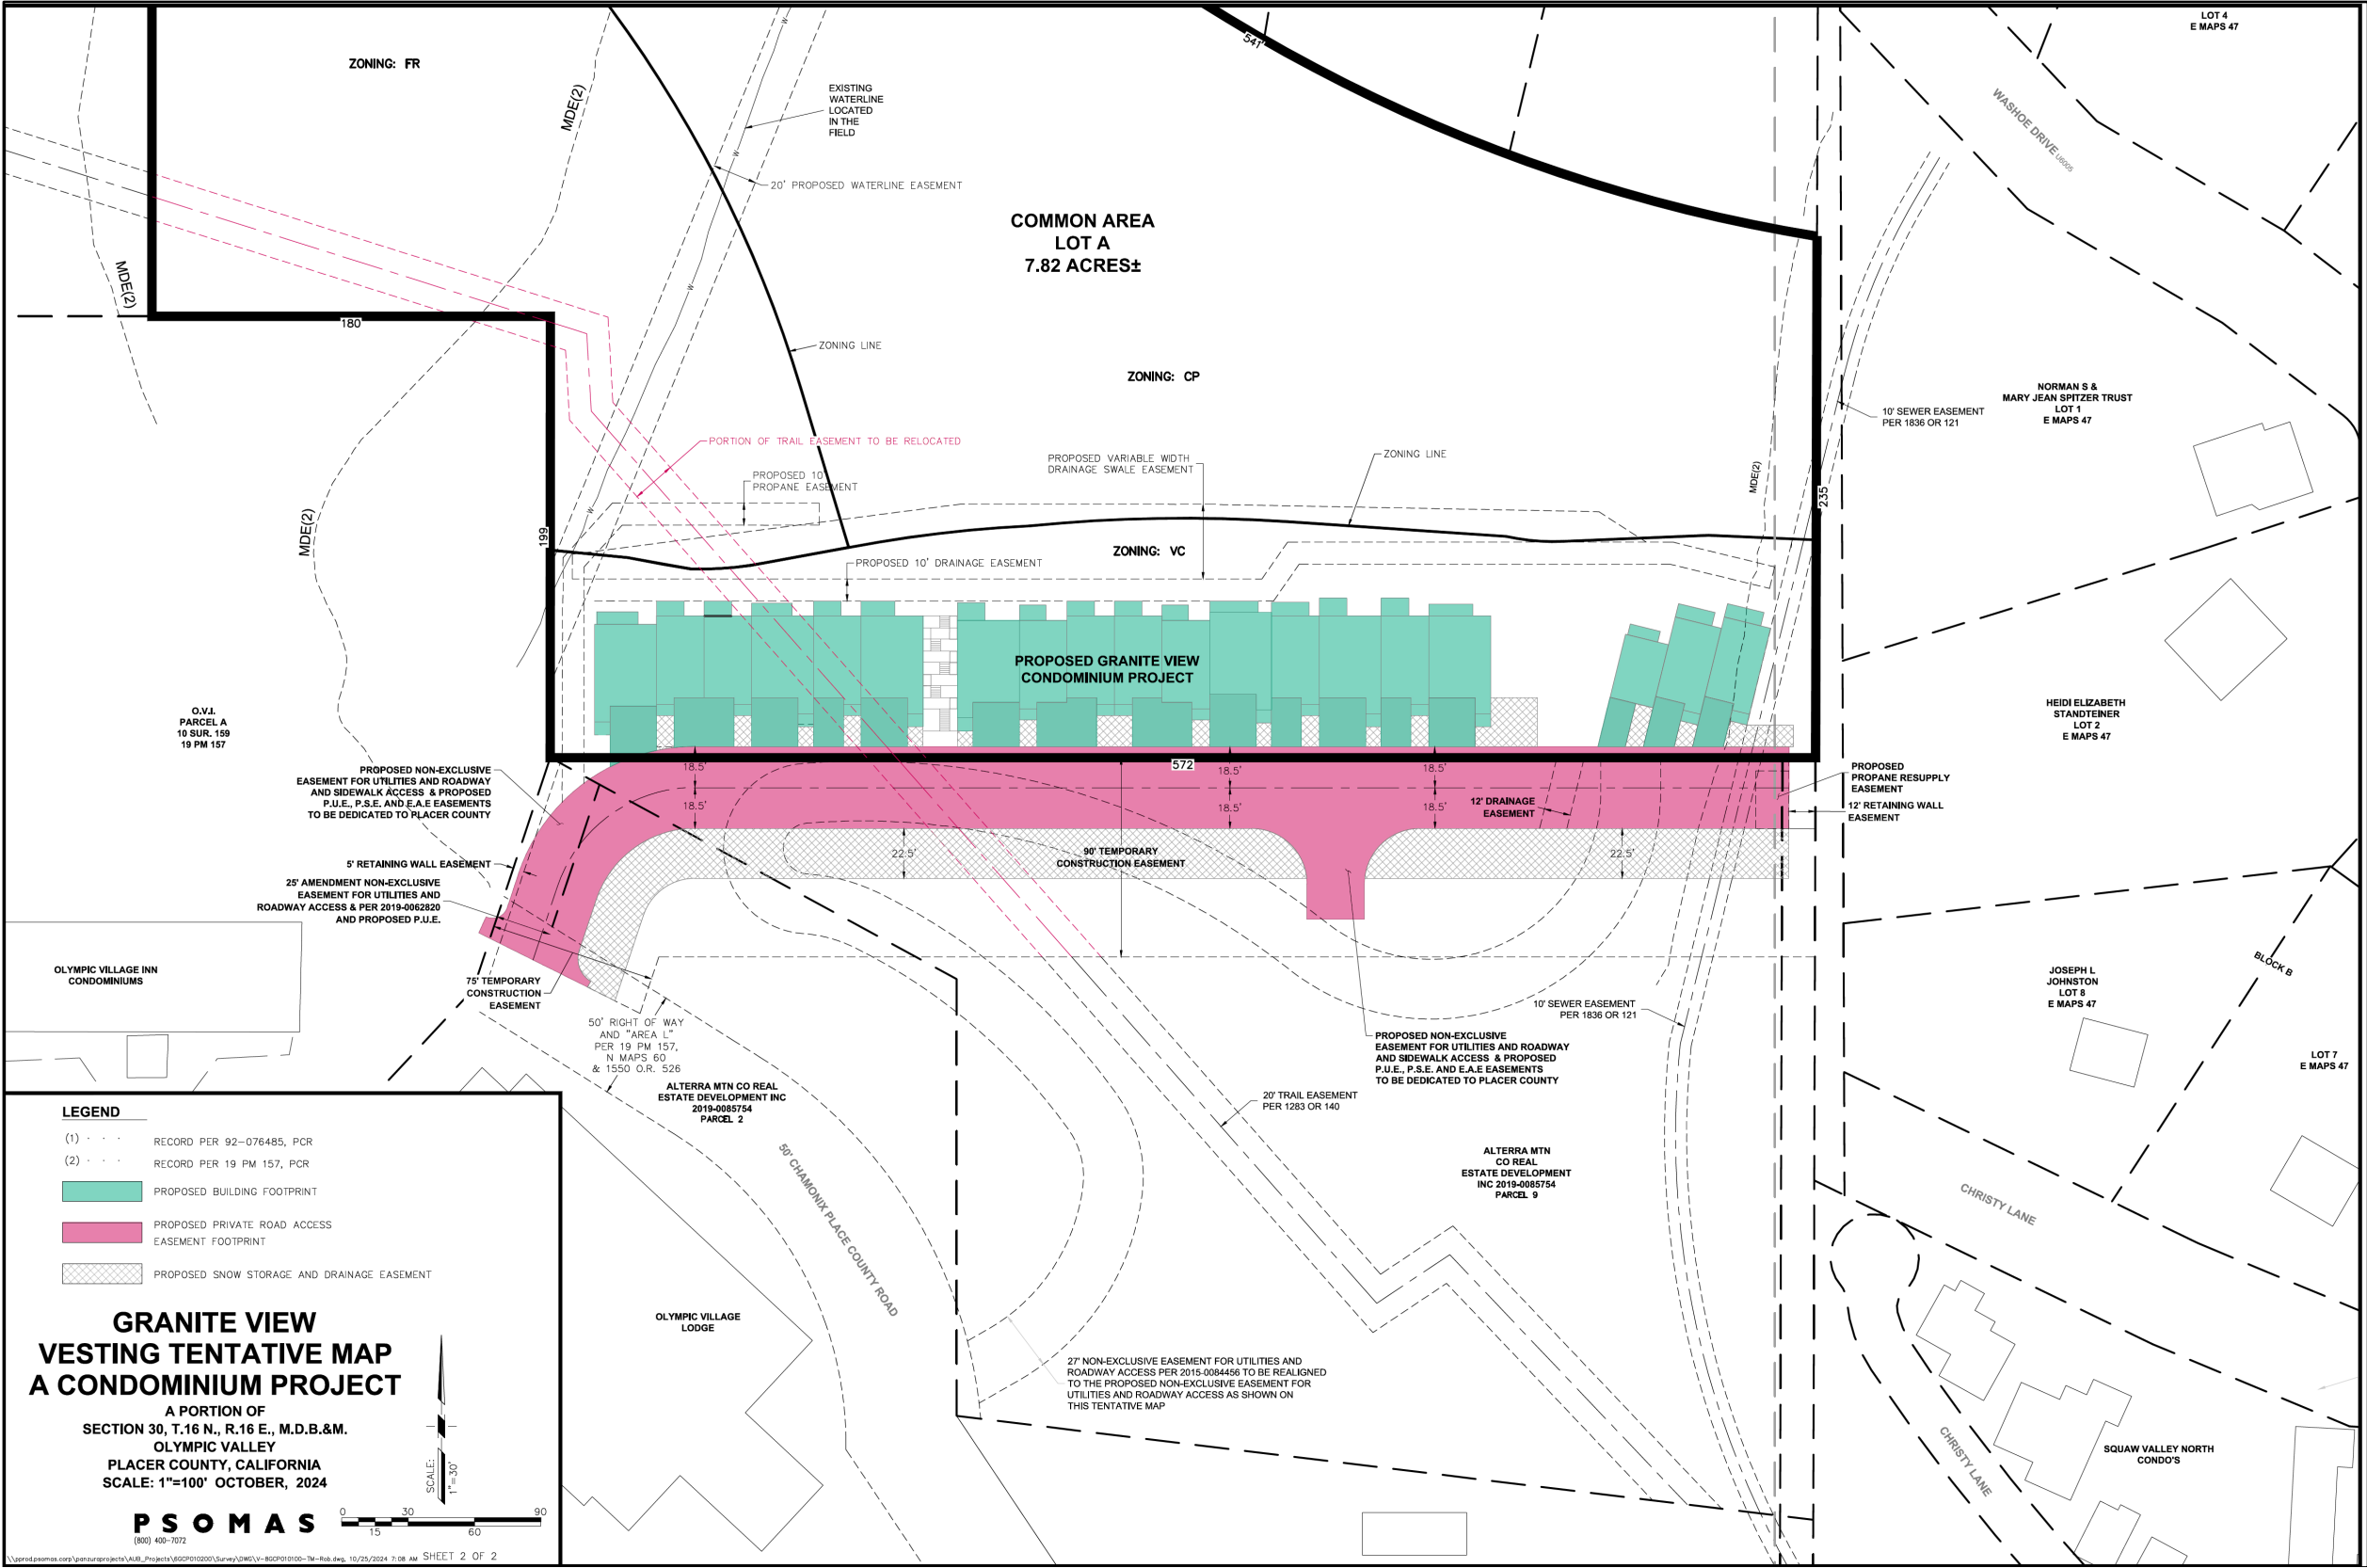 LOT 4
E MAPS 47
ZONING: FR
541'
MDE(2)
EXISTING
WATERLINE
LOCATED
IN THE
FIELD
W
WASHOE DRIVE
W
20' PROPOSED WATERLINE EASEMENT
COMMON AREA
LOT A
7.82 ACRES±
MDE(2)
W
180
ZONING LINE
ZONING: CP
NORMAN S &
MARY JEAN SPITZER TRUST
LOT 1
E MAPS 47
10' SEWER EASEMENT
PER 1836 OR 121
PORTION OF TRAIL EASEMENT TO BE RELOCATED
PROPOSED VARIABLE WIDTH
DRAINAGE SWALE EASEMENT
ZONING LINE
PROPOSED 10'
PROPANE EASEMENT
MDE(2)
235
W
MDE(2)
199
ZONING: VC
PROPOSED 10' DRAINAGE EASEMENT
PROPOSED GRANITE VIEW
CONDOMINIUM PROJECT
O.V.I.
PARCEL A
10 SUR. 159
19 PM 157
HEIDI ELIZABETH
STANDTEINER
LOT 2
E MAPS 47
PROPOSED NON-EXCLUSIVE
EASEMENT FOR UTILITIES AND ROADWAY
AND SIDEWALK ACCESS & PROPOSED
P.U.E., P.S.E. AND E.A.E EASEMENTS
TO BE DEDICATED TO PLACER COUNTY
18.5'
572
18.5'
18.5'
PROPOSED
PROPANE RESUPPLY
EASEMENT
18.5'
18.5'
18.5'
12' DRAINAGE
EASEMENT
12' RETAINING WALL
EASEMENT
5' RETAINING WALL EASEMENT
22.5'
90' TEMPORARY
CONSTRUCTION EASEMENT
22.5'
25' AMENDMENT NON-EXCLUSIVE
EASEMENT FOR UTILITIES AND
ROADWAY ACCESS & PER 2019-0062820
AND PROPOSED P.U.E.
OLYMPIC VILLAGE INN
CONDOMINIUMS
75' TEMPORARY
CONSTRUCTION
EASEMENT
BLOCK B
JOSEPH L
JOHNSTON
LOT 8
E MAPS 47
10' SEWER EASEMENT
PER 1836 OR 121
50' RIGHT OF WAY
AND "AREA L"
PER 19 PM 157,
N MAPS 60
& 1550 O.R. 526
PROPOSED NON-EXCLUSIVE
EASEMENT FOR UTILITIES AND ROADWAY
AND SIDEWALK ACCESS & PROPOSED
P.U.E., P.S.E. AND E.A.E EASEMENTS
TO BE DEDICATED TO PLACER COUNTY
LOT 7
E MAPS 47
ALTERRA MTN CO REAL
ESTATE DEVELOPMENT INC
2019-0085754
PARCEL 2
20' TRAIL EASEMENT
PER 1283 OR 140
ALTERRA MTN
CO REAL
ESTATE DEVELOPMENT
INC 2019-0085754
PARCEL 9
50' CHAMONIX PLACE COUNTY ROAD
CHRISTY LANE
OLYMPIC VILLAGE
LODGE
27' NON-EXCLUSIVE EASEMENT FOR UTILITIES AND
ROADWAY ACCESS PER 2015-0084456 TO BE REALIGNED
TO THE PROPOSED NON-EXCLUSIVE EASEMENT FOR
UTILITIES AND ROADWAY ACCESS AS SHOWN ON
THIS TENTATIVE MAP
CHRISTY LANE
SQUAW VALLEY NORTH
CONDO'S
LEGEND
(1) - - - RECORD PER 92-076485, PCR
(2) - - - RECORD PER 19 PM 157, PCR
PROPOSED BUILDING FOOTPRINT
PROPOSED PRIVATE ROAD ACCESS
EASEMENT FOOTPRINT
PROPOSED SNOW STORAGE AND DRAINAGE EASEMENT
GRANITE VIEW
VESTING TENTATIVE MAP
A CONDOMINIUM PROJECT
A PORTION OF
SECTION 30, T.16 N., R.16 E., M.D.B.&M.
OLYMPIC VALLEY
PLACER COUNTY, CALIFORNIA
SCALE: 1"=100' OCTOBER, 2024
SCALE:
1"=30'
PSOMAS
(800) 400-7072
0 30 90
15 60
SHEET 2 OF 2